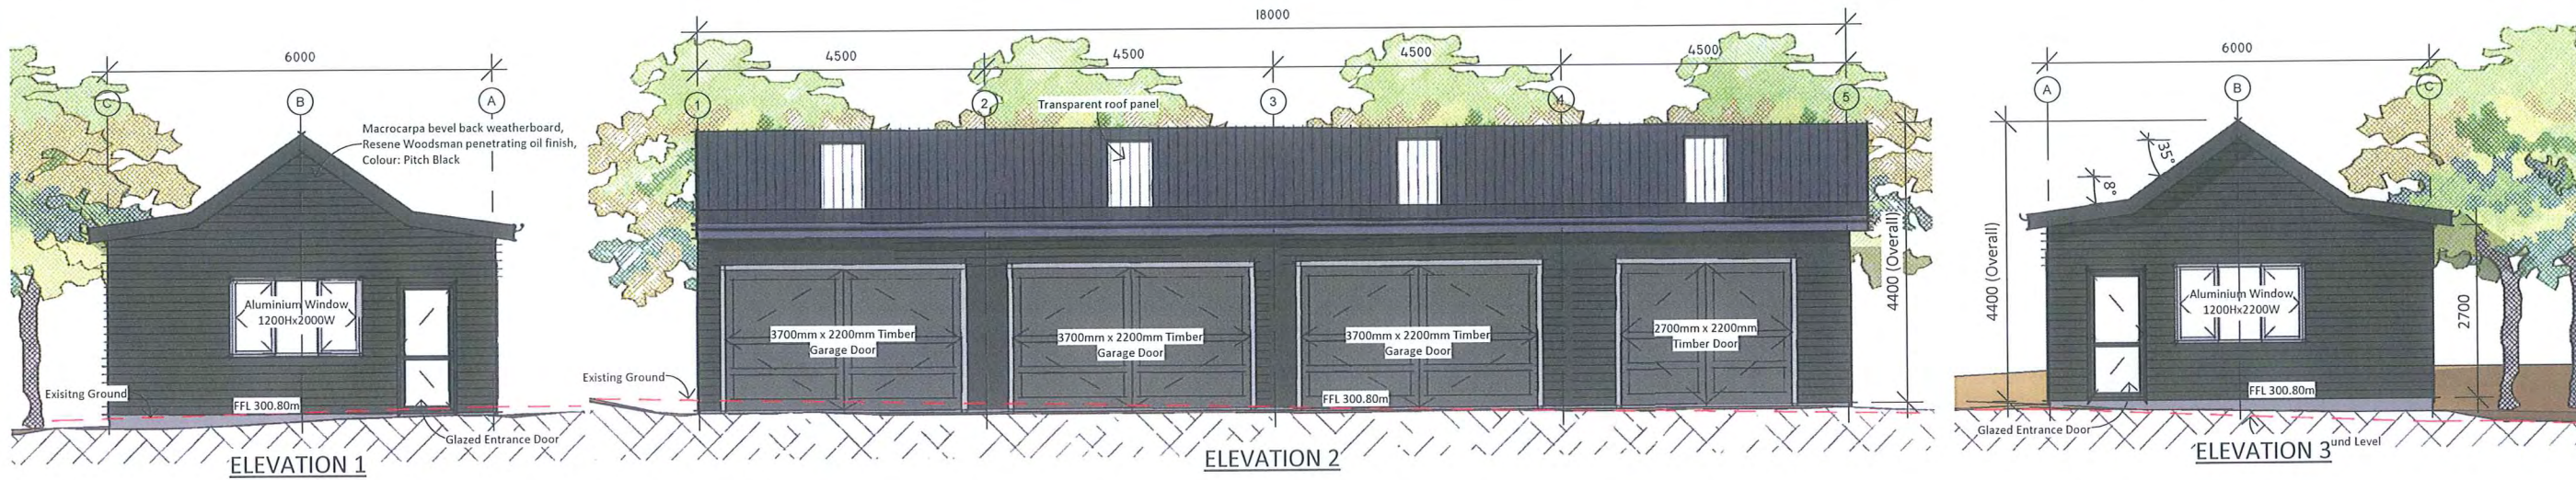 6000
C
B
A
Macrocarpa bevel back weatherboard,
Resene Woodsman penetrating oil finish,
Colour: Pitch Black
Aluminium Window
1200Hx2000W
Exisitng Ground
FFL 300.80m
Glazed Entrance Door
ELEVATION 1
18000
4500
4500
4500
4500
1
2
3
4
5
Transparent roof panel
4400 (Overall)
3700mm x 2200mm Timber
Garage Door
3700mm x 2200mm Timber
Garage Door
3700mm x 2200mm Timber
Garage Door
2700mm x 2200mm
Timber Door
Existing Ground
FFL 300.80m
ELEVATION 2
6000
A
B
C
35°
8°
4400 (Overall)
Aluminium Window
1200Hx2200W
2700
FFL 300.80m
Glazed Entrance Door
und Level
ELEVATION 3